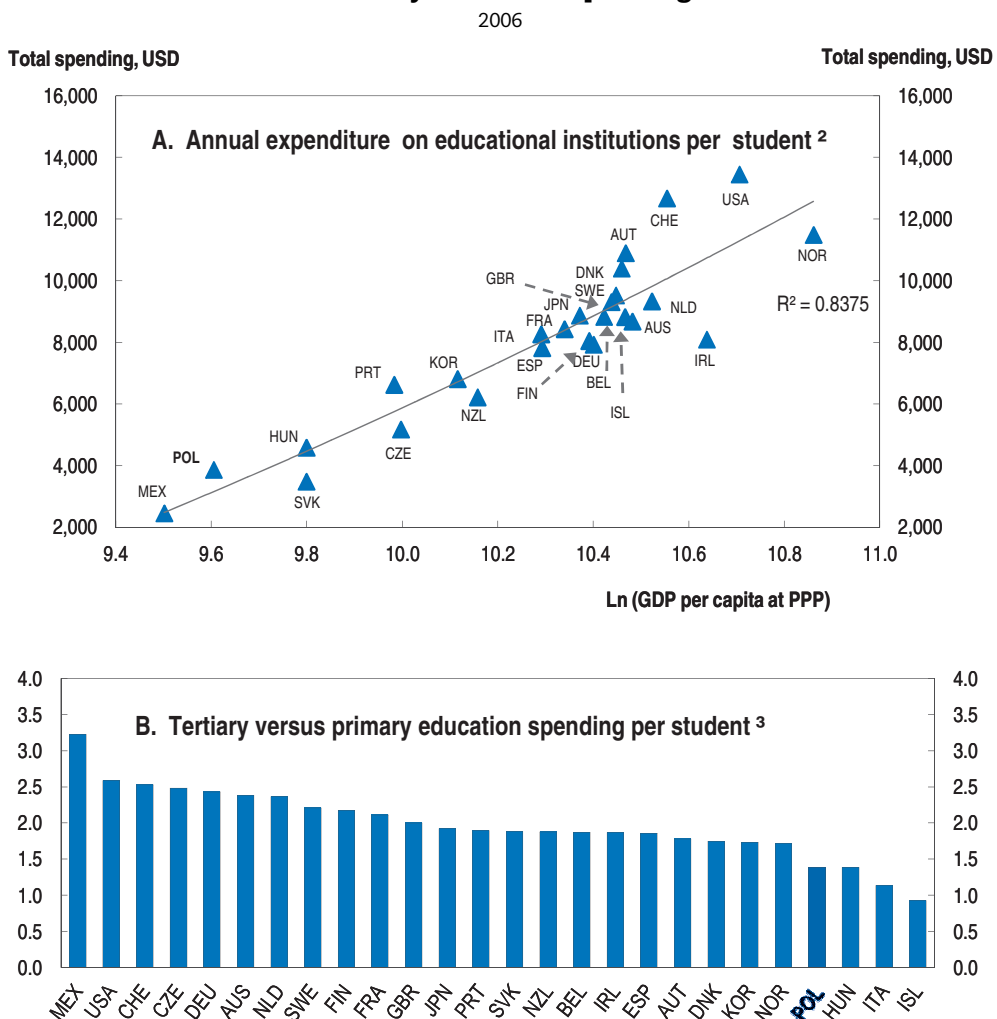 2006
Total spending, USD Total spending, USD
16,000 16,000
A. Annual expenditure on educational institutions per student ²
14,000 14,000
USA
12,000 12,000
CHE
AUT
NOR
DNK
GBR
10,000 10,000
SWE
JPN
NLD
R² = 0.8375
FRA
AUS
ITA
8,000 8,000
ESP
DEU
IRL
KOR
PRT
BEL
FIN
6,000 6,000
NZL
ISL
HUN
CZE
POL
4,000 4,000
MEX
SVK
2,000 2,000
9.4 9.6 9.8 10.0 10.2 10.4 10.6 10.8 11.0
Ln (GDP per capita at PPP)
4.0 4.0
3.5 3.5
B. Tertiary versus primary education spending per student ³
3.0 3.0
2.5 2.5
2.0 2.0
1.5 1.5
1.0 1.0
0.5 0.5
0.0 0.0
MEX USA CHE CZE DEU AUS NLD SWE FIN FRA GBR JPN PRT SVK NZL BEL IRL ESP AUT DNK KOR NOR POL HUN ITA ISL